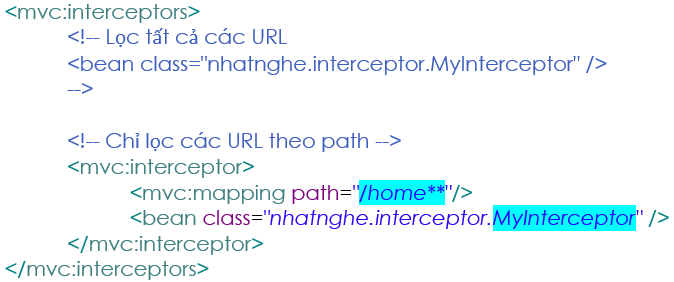 <mvc:interceptors>
<!-- Lọc tất cả các URL
<bean class="nhatnghe.interceptor.MyInterceptor" />
-->
<!-- Chỉ lọc các URL theo path -->
<mvc:interceptor>
<mvc:mapping path="/home**"/>
<bean class="nhatnghe.interceptor.MyInterceptor" />
</mvc:interceptor>
</mvc:interceptors>